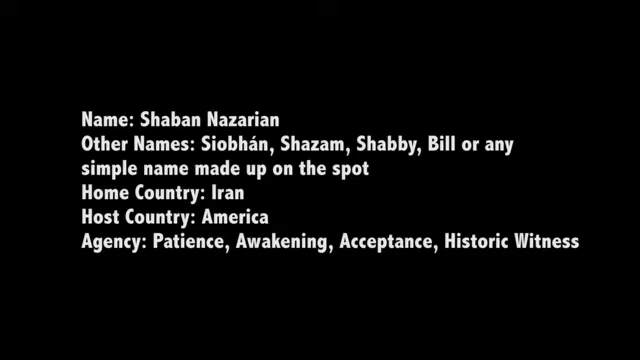 Name: Shaban Nazarian
Other Names: Siobhán, Shazam, Shabby, Bill or any
simple name made up on the spot
Home Country: Iran
Host Country: America
Agency: Patience, Awakening, Acceptance, Historic Witness